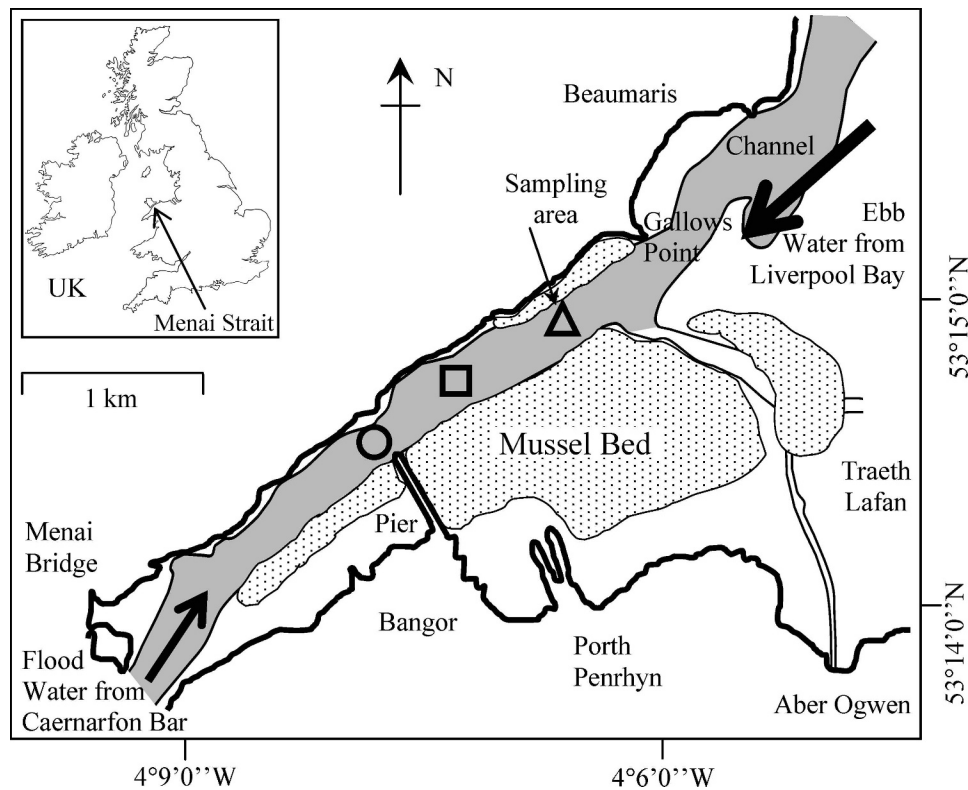 UK
Menai Strait
N
1 km
Beaumaris
Channel
Sampling
area
Gallows
Point
Ebb
Water from
Liverpool Bay
53°15'0''N
Mussel Bed
Traeth
Lafan
Pier
Menai
Bridge
Bangor
Porth
Penrhyn
53°14'0''N
Flood
Water from
Caernarfon Bar
Aber Ogwen
4°9'0''W
4°6'0''W